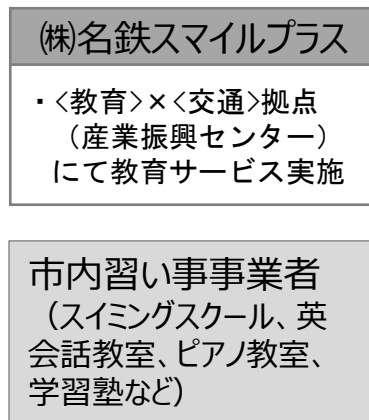 ㈱名鉄スマイルプラス
・<教育>×<交通>拠点
（産業振興センター）
にて教育サービス実施
市内習い事事業者
（スイミングスクール、英
会話教室、ピアノ教室、
学習塾など）